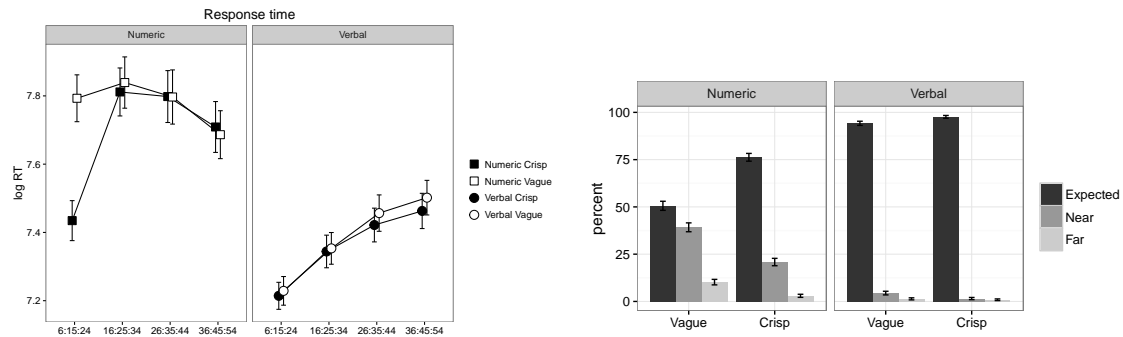 Response time
Numeric
Verbal
7.8
7.6
7.4
7.2
log RT
6:15:24 16:25:34 26:35:44 36:45:54
6:15:24 16:25:34 26:35:44 36:45:54
Numeric Crisp
Numeric Vague
Verbal Crisp
Verbal Vague
Numeric
Verbal
100
75
50
25
0
percent
Vague Crisp
Vague Crisp
Expected
Near
Far